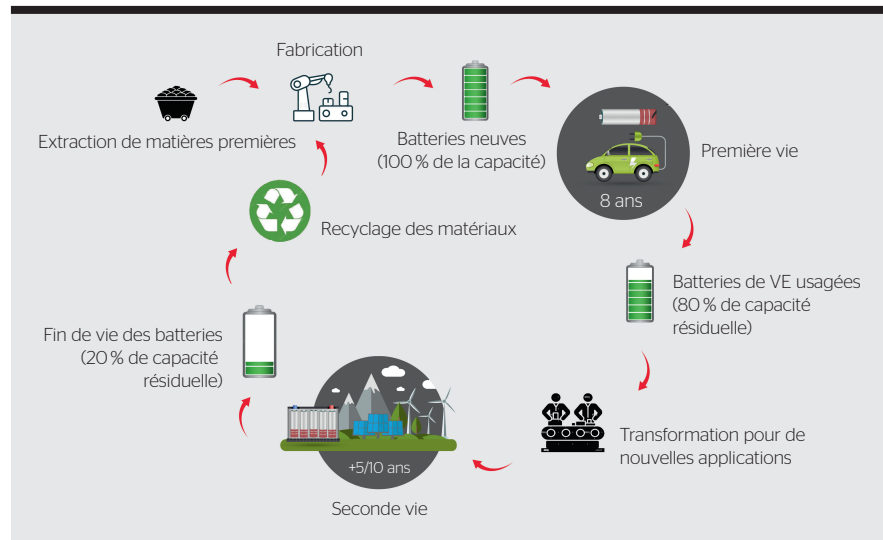 Fabrication
Extraction de matières premières
Batteries neuves
(100 % de la capacité)
Première vie
8 ans
Batteries de VE usagées
(80 % de capacité
résiduelle)
Transformation pour de
nouvelles applications
+5/10 ans
Seconde vie
Fin de vie des batteries
(20 % de capacité
résiduelle)
Recyclage des matériaux